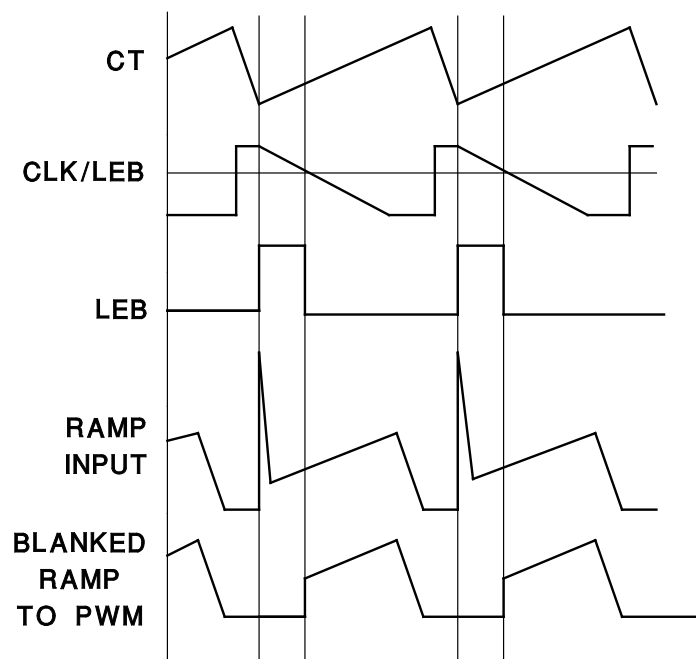 CT
CLK/LEB
LEB
RAMP
INPUT
BLANKED
RAMP
TO PWM